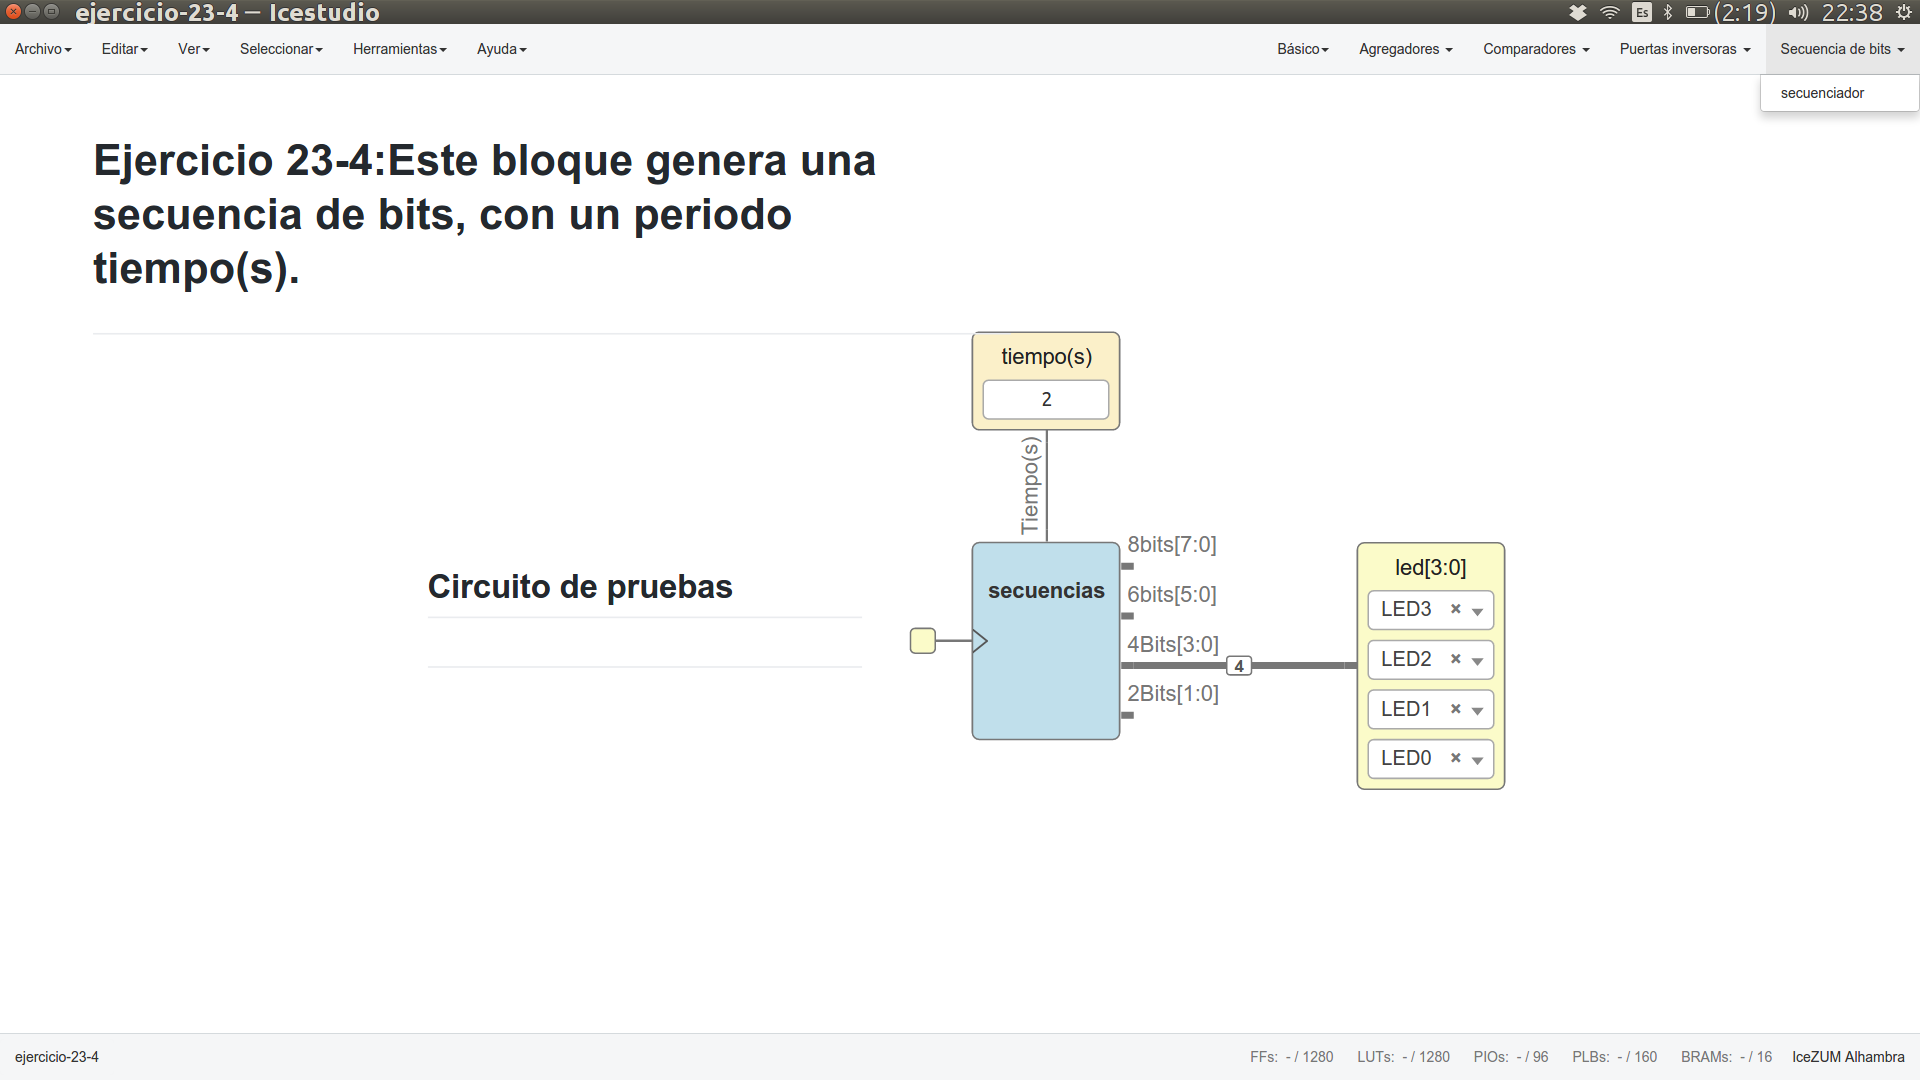 ejercicio-23-4 — Icestudio
Es (2:19) 22:38
Archivo Editar Ver Seleccionar Herramientas Ayuda Básico Agregadores Comparadores Puertas inversoras Secuencia de bits
secuenciador
Ejercicio 23-4:Este bloque genera una
secuencia de bits, con un periodo
tiempo(s).
tiempo(s)
2
Tiempo(s)
Circuito de pruebas
secuencias
8bits[7:0]
6bits[5:0]
4Bits[3:0]
4
2Bits[1:0]
led[3:0]
LED3 ×
LED2 ×
LED1 ×
LED0 ×
ejercicio-23-4 FFs: - / 1280 LUTs: - / 1280 PIOs: - / 96 PLBs: - / 160 BRAMs: - / 16 IceZUM Alhambra